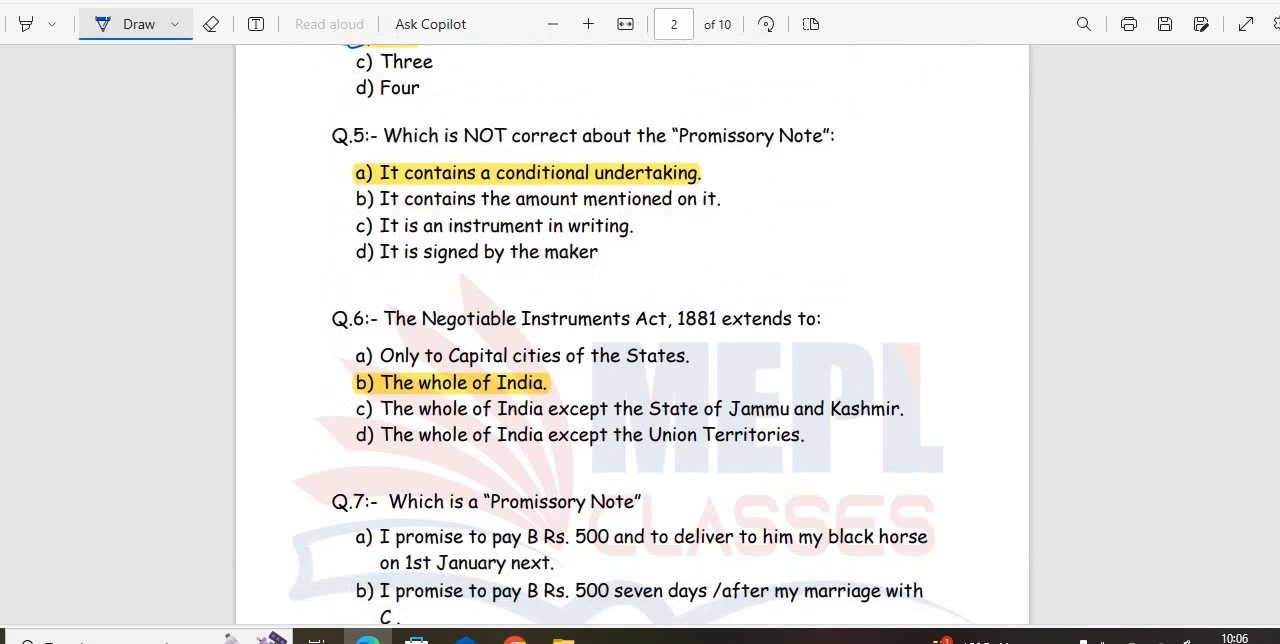 Draw
Read aloud
Ask Copilot
2
of 10
c) Three
d) Four
Q.5:- Which is NOT correct about the “Promissory Note”:
a) It contains a conditional undertaking.
b) It contains the amount mentioned on it.
c) It is an instrument in writing.
d) It is signed by the maker
Q.6:- The Negotiable Instruments Act, 1881 extends to:
a) Only to Capital cities of the States.
b) The whole of India.
c) The whole of India except the State of Jammu and Kashmir.
d) The whole of India except the Union Territories.
MEPL
CLASSES
Q.7:- Which is a “Promissory Note”
a) I promise to pay B Rs. 500 and to deliver to him my black horse
on 1st January next.
b) I promise to pay B Rs. 500 seven days /after my marriage with
C .
10:06